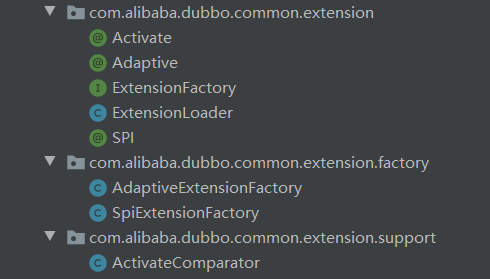 com.alibaba.dubbo.common.extension
Activate
Adaptive
ExtensionFactory
ExtensionLoader
SPI
com.alibaba.dubbo.common.extension.factory
AdaptiveExtensionFactory
SpiExtensionFactory
com.alibaba.dubbo.common.extension.support
ActivateComparator